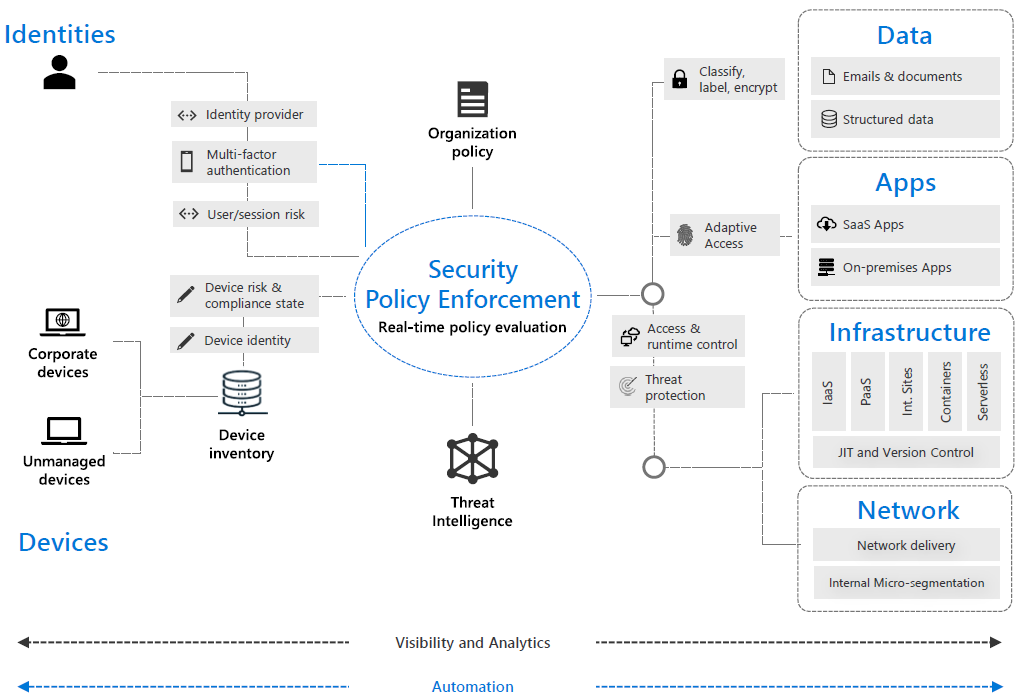 Identities
Identity provider
Multi-factor
authentication
User/session risk
Device risk &
compliance state
Device identity
Corporate
devices
Unmanaged
devices
Device
inventory
Devices
Organization
policy
Security
Policy Enforcement
Real-time policy evaluation
Threat
Intelligence
Classify,
label, encrypt
Adaptive
Access
Access &
runtime control
Threat
protection
Data
Emails & documents
Structured data
Apps
SaaS Apps
On-premises Apps
Infrastructure
IaaS
PaaS
Int. Sites
Containers
Serverless
JIT and Version Control
Network
Network delivery
Internal Micro-segmentation
Visibility and Analytics
Automation